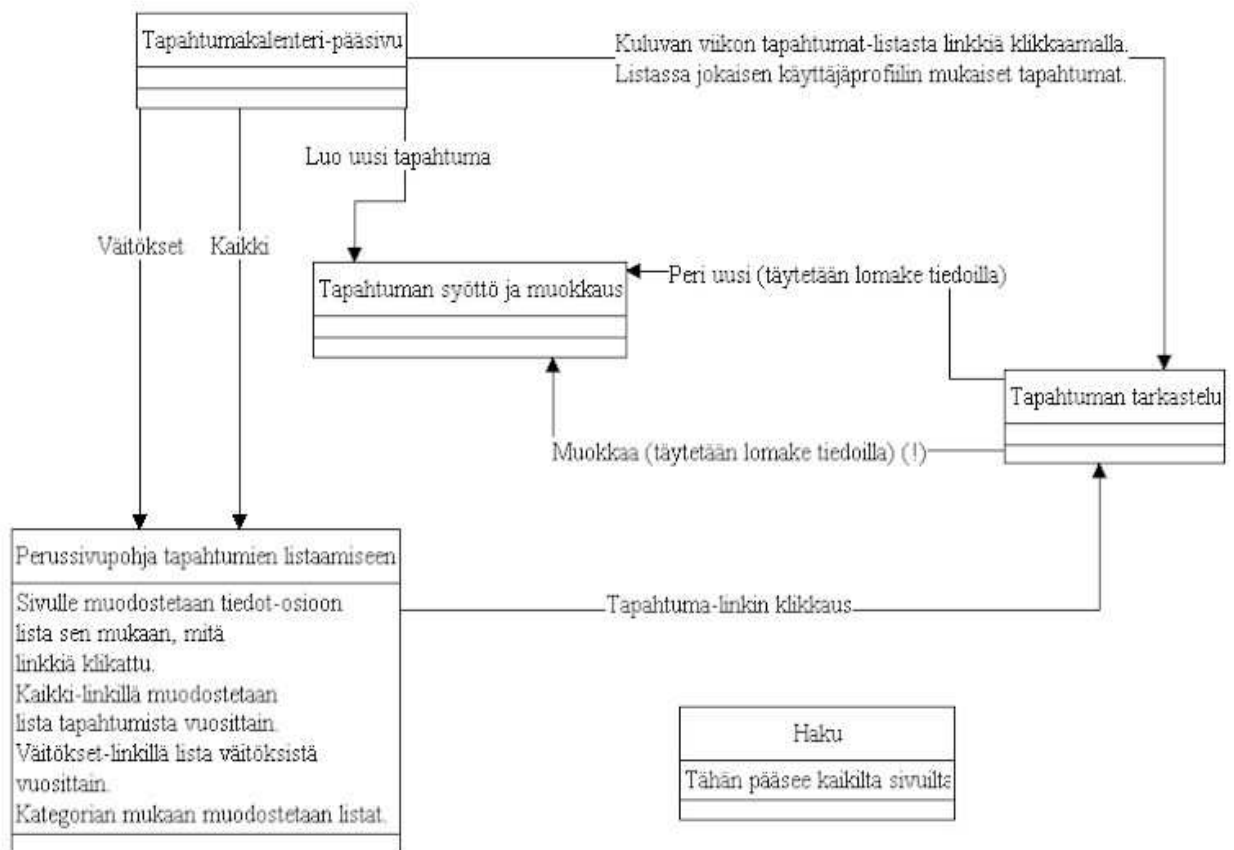 Tapahtumakalenteri-pääsivu
Kuluvan viikon tapahtumat-listasta linkkiä klikkaamalla.
Listassa jokaisen käyttäjäprofiilin mukaiset tapahtumat.
Luo uusi tapahtuma
Väitökset
Kaikki
Tapahtuman syöttö ja muokkaus
Peri uusi (täytetään lomake tiedoilla)
Tapahtuman tarkastelu
Muokkaa (täytetään lomake tiedoilla) (!)
Perussivupohja tapahtumien listaamiseen
Sivulle muodostetaan tiedot-osioon
lista sen mukaan, mitä
linkkiä klikattu.
Kaikki-linkillä muodostetaan
lista tapahtumista vuosittain.
Väitökset-linkillä lista väitöksistä
vuosittain.
Kategorian mukaan muodostetaan listat.
Tapahtuma-linkin klikkaus
Haku
Tähän pääsee kaikilta sivuilta